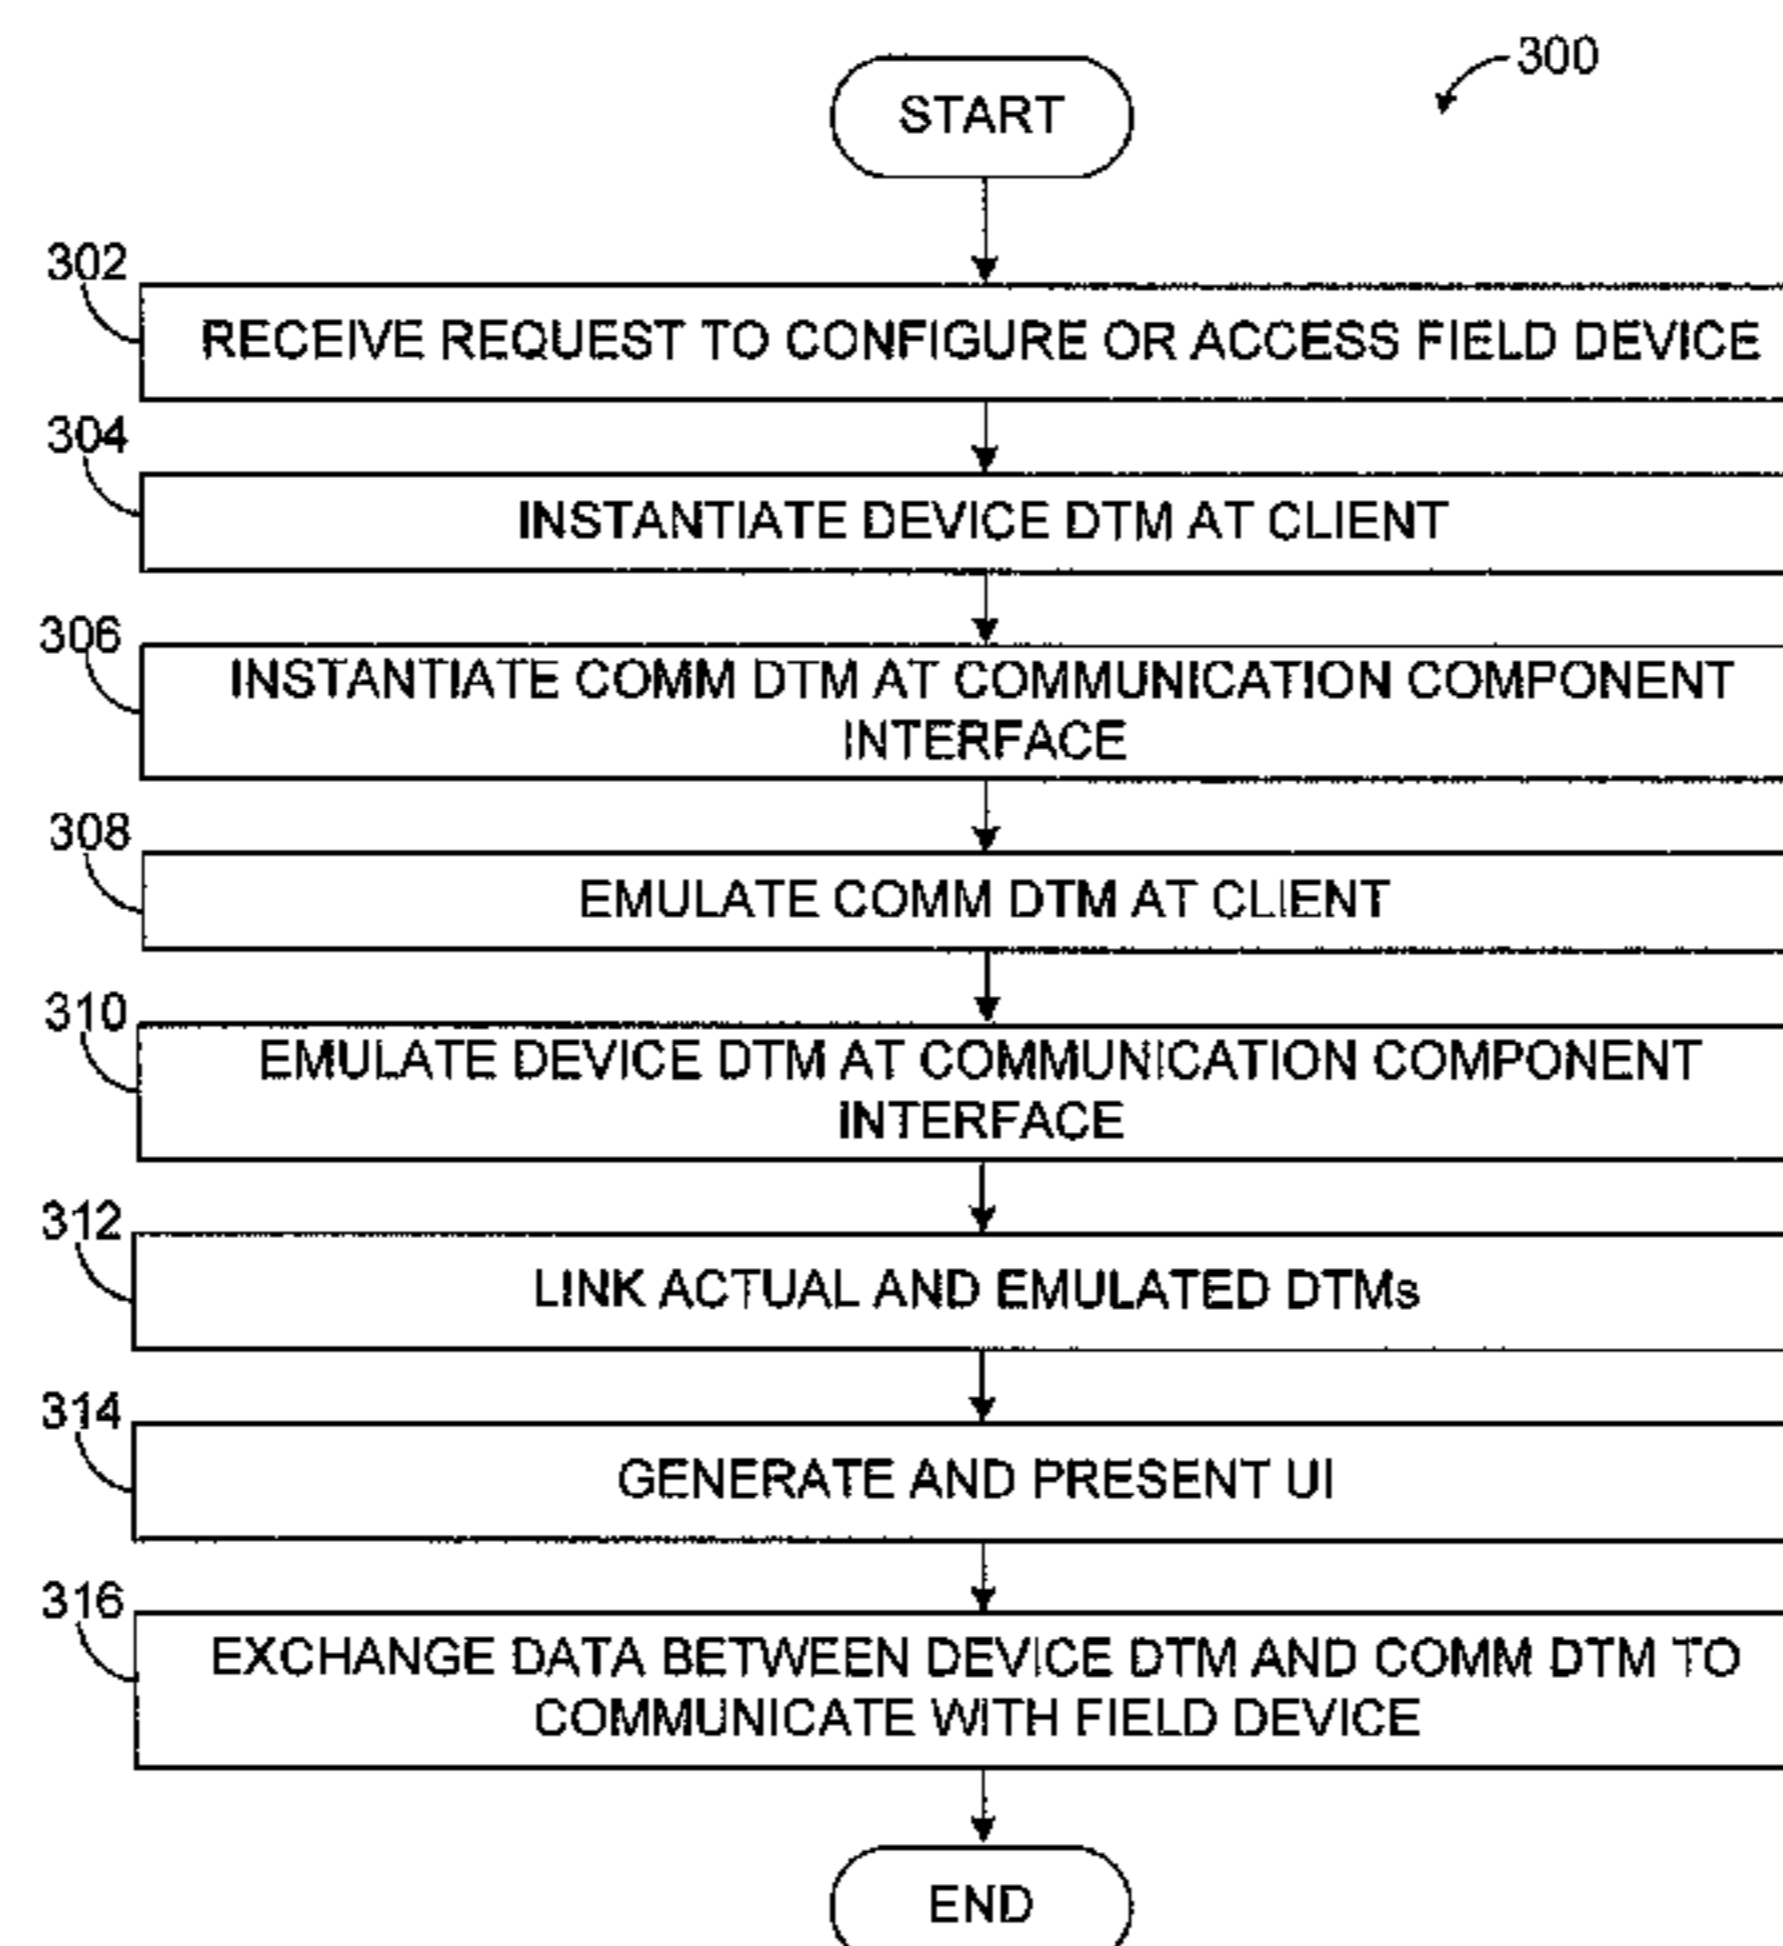 300
START
302
RECEIVE REQUEST TO CONFIGURE OR ACCESS FIELD DEVICE
304
INSTANTIATE DEVICE DTM AT CLIENT
306
INSTANTIATE COMM DTM AT COMMUNICATION COMPONENT
INTERFACE
308
EMULATE COMM DTM AT CLIENT
310
EMULATE DEVICE DTM AT COMMUNICATION COMPONENT
INTERFACE
312
LINK ACTUAL AND EMULATED DTMs
314
GENERATE AND PRESENT UI
316
EXCHANGE DATA BETWEEN DEVICE DTM AND COMM DTM TO
COMMUNICATE WITH FIELD DEVICE
END